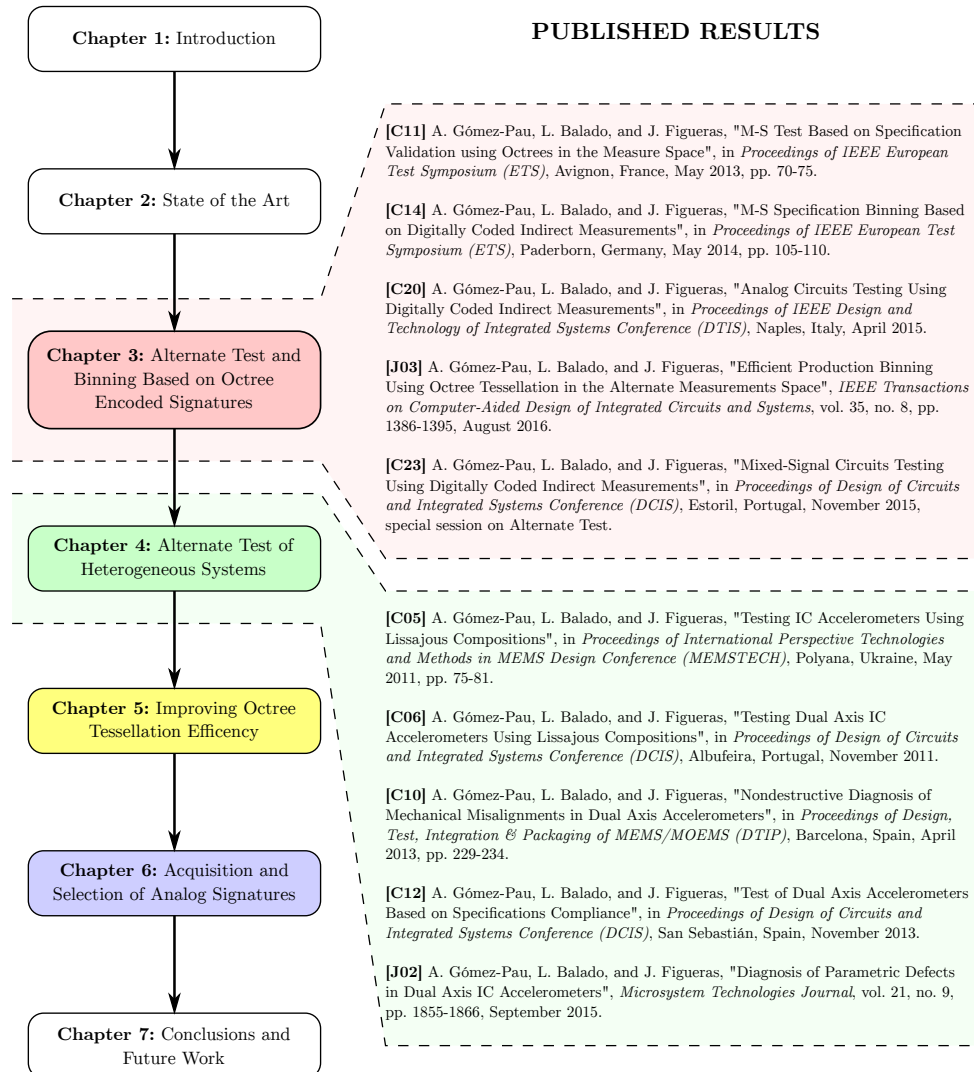 Chapter 1: Introduction
Chapter 2: State of the Art
Chapter 3: Alternate Test and
Binning Based on Octree
Encoded Signatures
Chapter 4: Alternate Test of
Heterogeneous Systems
Chapter 5: Improving Octree
Tessellation Efficency
Chapter 6: Acquisition and
Selection of Analog Signatures
Chapter 7: Conclusions and
Future Work
PUBLISHED RESULTS
[C11] A. Gómez-Pau, L. Balado, and J. Figueras, "M-S Test Based on Specification
Validation using Octrees in the Measure Space", in Proceedings of IEEE European
Test Symposium (ETS), Avignon, France, May 2013, pp. 70-75.
[C14] A. Gómez-Pau, L. Balado, and J. Figueras, "M-S Specification Binning Based
on Digitally Coded Indirect Measurements", in Proceedings of IEEE European Test
Symposium (ETS), Paderborn, Germany, May 2014, pp. 105-110.
[C20] A. Gómez-Pau, L. Balado, and J. Figueras, "Analog Circuits Testing Using
Digitally Coded Indirect Measurements", in Proceedings of IEEE Design and
Technology of Integrated Systems Conference (DTIS), Naples, Italy, April 2015.
[J03] A. Gómez-Pau, L. Balado, and J. Figueras, "Efficient Production Binning
Using Octree Tessellation in the Alternate Measurements Space", IEEE Transactions
on Computer-Aided Design of Integrated Circuits and Systems, vol. 35, no. 8, pp.
1386-1395, August 2016.
[C23] A. Gómez-Pau, L. Balado, and J. Figueras, "Mixed-Signal Circuits Testing
Using Digitally Coded Indirect Measurements", in Proceedings of Design of Circuits
and Integrated Systems Conference (DCIS), Estoril, Portugal, November 2015,
special session on Alternate Test.
[C05] A. Gómez-Pau, L. Balado, and J. Figueras, "Testing IC Accelerometers Using
Lissajous Compositions", in Proceedings of International Perspective Technologies
and Methods in MEMS Design Conference (MEMSTECH), Polyana, Ukraine, May
2011, pp. 75-81.
[C06] A. Gómez-Pau, L. Balado, and J. Figueras, "Testing Dual Axis IC
Accelerometers Using Lissajous Compositions", in Proceedings of Design of Circuits
and Integrated Systems Conference (DCIS), Albufeira, Portugal, November 2011.
[C10] A. Gómez-Pau, L. Balado, and J. Figueras, "Nondestructive Diagnosis of
Mechanical Misalignments in Dual Axis Accelerometers", in Proceedings of Design,
Test, Integration & Packaging of MEMS/MOEMS (DTIP), Barcelona, Spain, April
2013, pp. 229-234.
[C12] A. Gómez-Pau, L. Balado, and J. Figueras, "Test of Dual Axis Accelerometers
Based on Specifications Compliance", in Proceedings of Design of Circuits and
Integrated Systems Conference (DCIS), San Sebastián, Spain, November 2013.
[J02] A. Gómez-Pau, L. Balado, and J. Figueras, "Diagnosis of Parametric Defects
in Dual Axis IC Accelerometers", Microsystem Technologies Journal, vol. 21, no. 9,
pp. 1855-1866, September 2015.